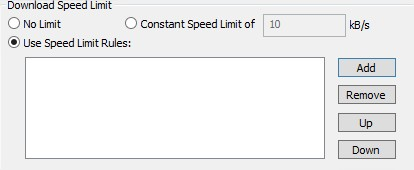 Download Speed Limit
No Limit Constant Speed Limit of 10 kB/s
Use Speed Limit Rules:
Add
Remove
Up
Down